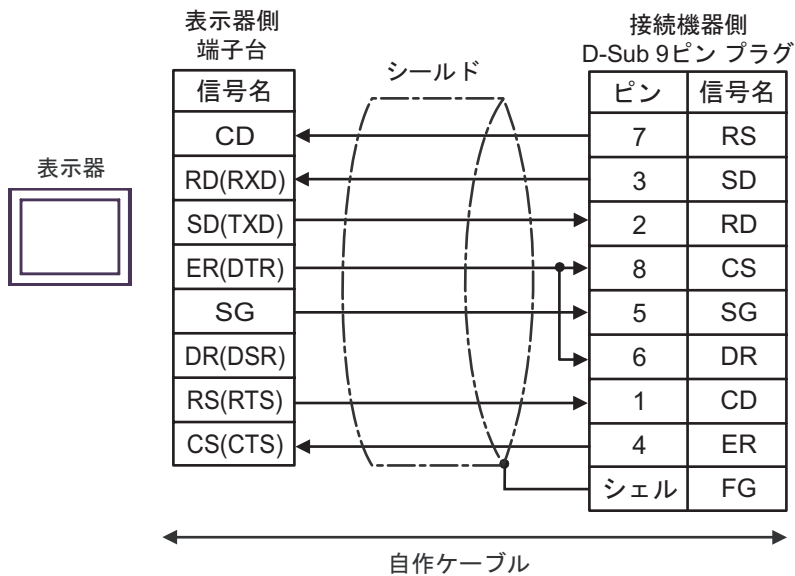 表示器側
端子台
接続機器側
D-Sub 9ピン プラグ
シールド
信号名
ピン 信号名
CD 7 RS
表示器
RD(RXD) 3 SD
SD(TXD) 2 RD
ER(DTR) 8 CS
SG 5 SG
DR(DSR) 6 DR
RS(RTS) 1 CD
CS(CTS) 4 ER
シェル FG
自作ケーブル